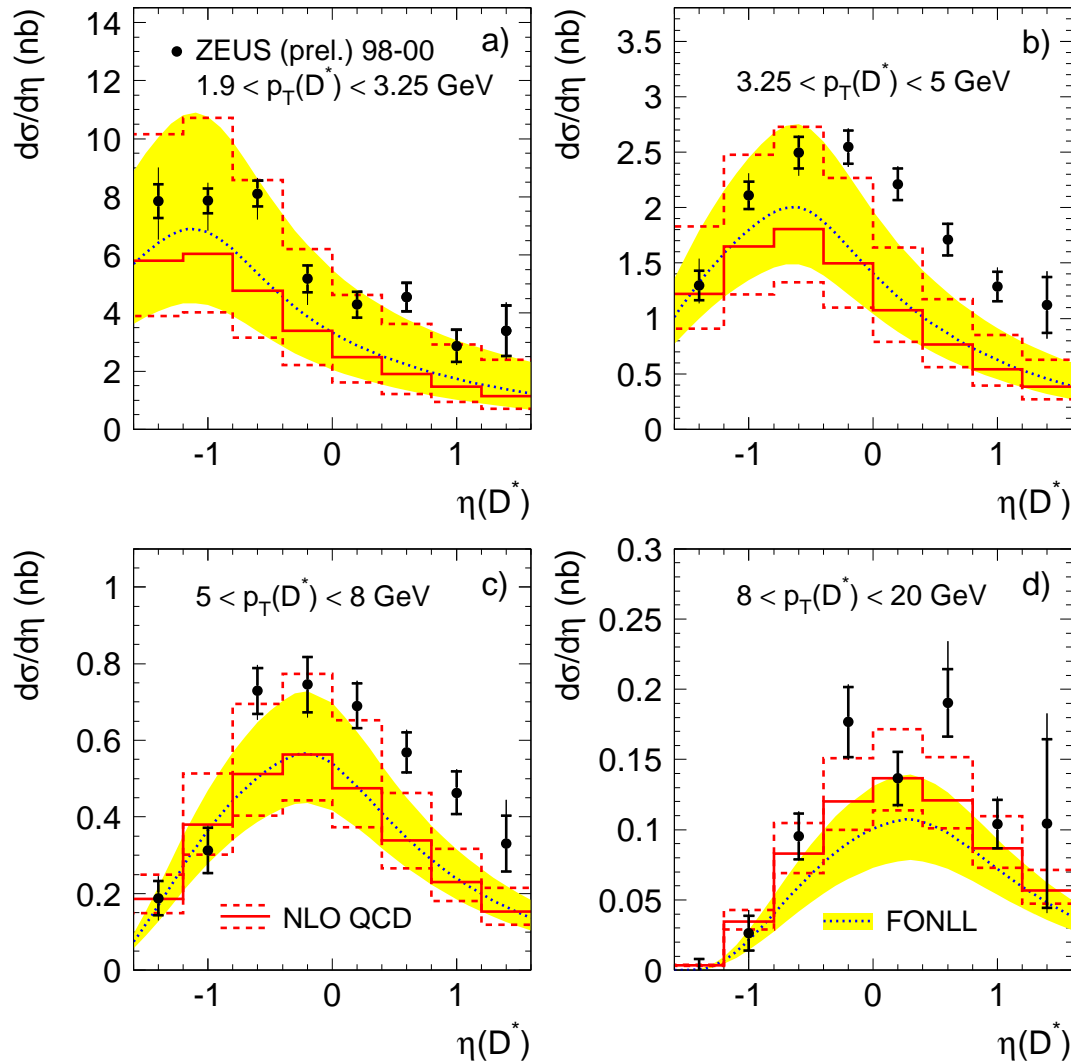 dσ/dη (nb)
14
12
10
8
6
4
2
0
a)
ZEUS (prel.) 98-00
1.9 < p_T(D^*) < 3.25 GeV
-1 0 1
η(D^*)
dσ/dη (nb)
3.5
3
2.5
2
1.5
1
0.5
0
b)
3.25 < p_T(D^*) < 5 GeV
-1 0 1
η(D^*)
dσ/dη (nb)
1
0.8
0.6
0.4
0.2
0
c)
5 < p_T(D^*) < 8 GeV
NLO QCD
-1 0 1
η(D^*)
dσ/dη (nb)
0.3
0.25
0.2
0.15
0.1
0.05
0
d)
8 < p_T(D^*) < 20 GeV
FONLL
-1 0 1
η(D^*)